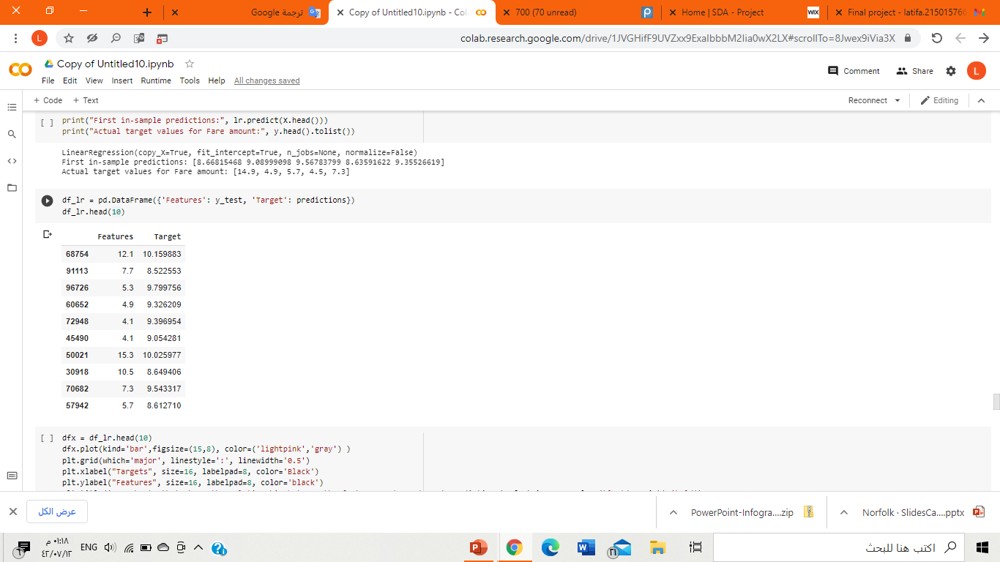 ترجمة Google
Copy of Untitled10.ipynb - Col
700 (70 unread)
Home | SDA - Project
WIX
Final project - latifa.215015766
L
colab.research.google.com/drive/1JVGHifF9UVZxx9ExaIbbbM2Iia0wX2LX#scrollTo=8Jwex9iVia3X
Copy of Untitled10.ipynb
File Edit View Insert Runtime Tools Help All changes saved
Comment Share L
+ Code + Text
Reconnect Editing
[ ] print("First in-sample predictions:", lr.predict(X.head()))
print("Actual target values for Fare amount:", y.head().tolist())
LinearRegression(copy_X=True, fit_intercept=True, n_jobs=None, normalize=False)
First in-sample predictions: [8.66815468 9.08999098 9.56783799 8.63591622 9.35526619]
Actual target values for Fare amount: [14.9, 4.9, 5.7, 4.5, 7.3]
df_lr = pd.DataFrame({'Features': y_test, 'Target': predictions})
df_lr.head(10)
Features Target
68754 12.1 10.159883
91113 7.7 8.522553
96726 5.3 9.799756
60652 4.9 9.326209
72948 4.1 9.396954
45490 4.1 9.054281
50021 15.3 10.025977
30918 10.5 8.649406
70682 7.3 9.543317
57942 5.7 8.612710
[ ] dfx = df_lr.head(10)
dfx.plot(kind='bar',figsize=(15,8), color=('lightpink','gray') )
plt.grid(which='major', linestyle=':', linewidth='0.5')
plt.xlabel("Targets", size=16, labelpad=8, color='Black')
plt.ylabel("Features", size=16, labelpad=8, color='black')
عرض الكل
PowerPoint-Infogra....zip
Norfolk · SlidesCa....pptx
٠١:١٨ م
٤٢/٠٧/١٣
ENG
٢١
اكتب هنا للبحث